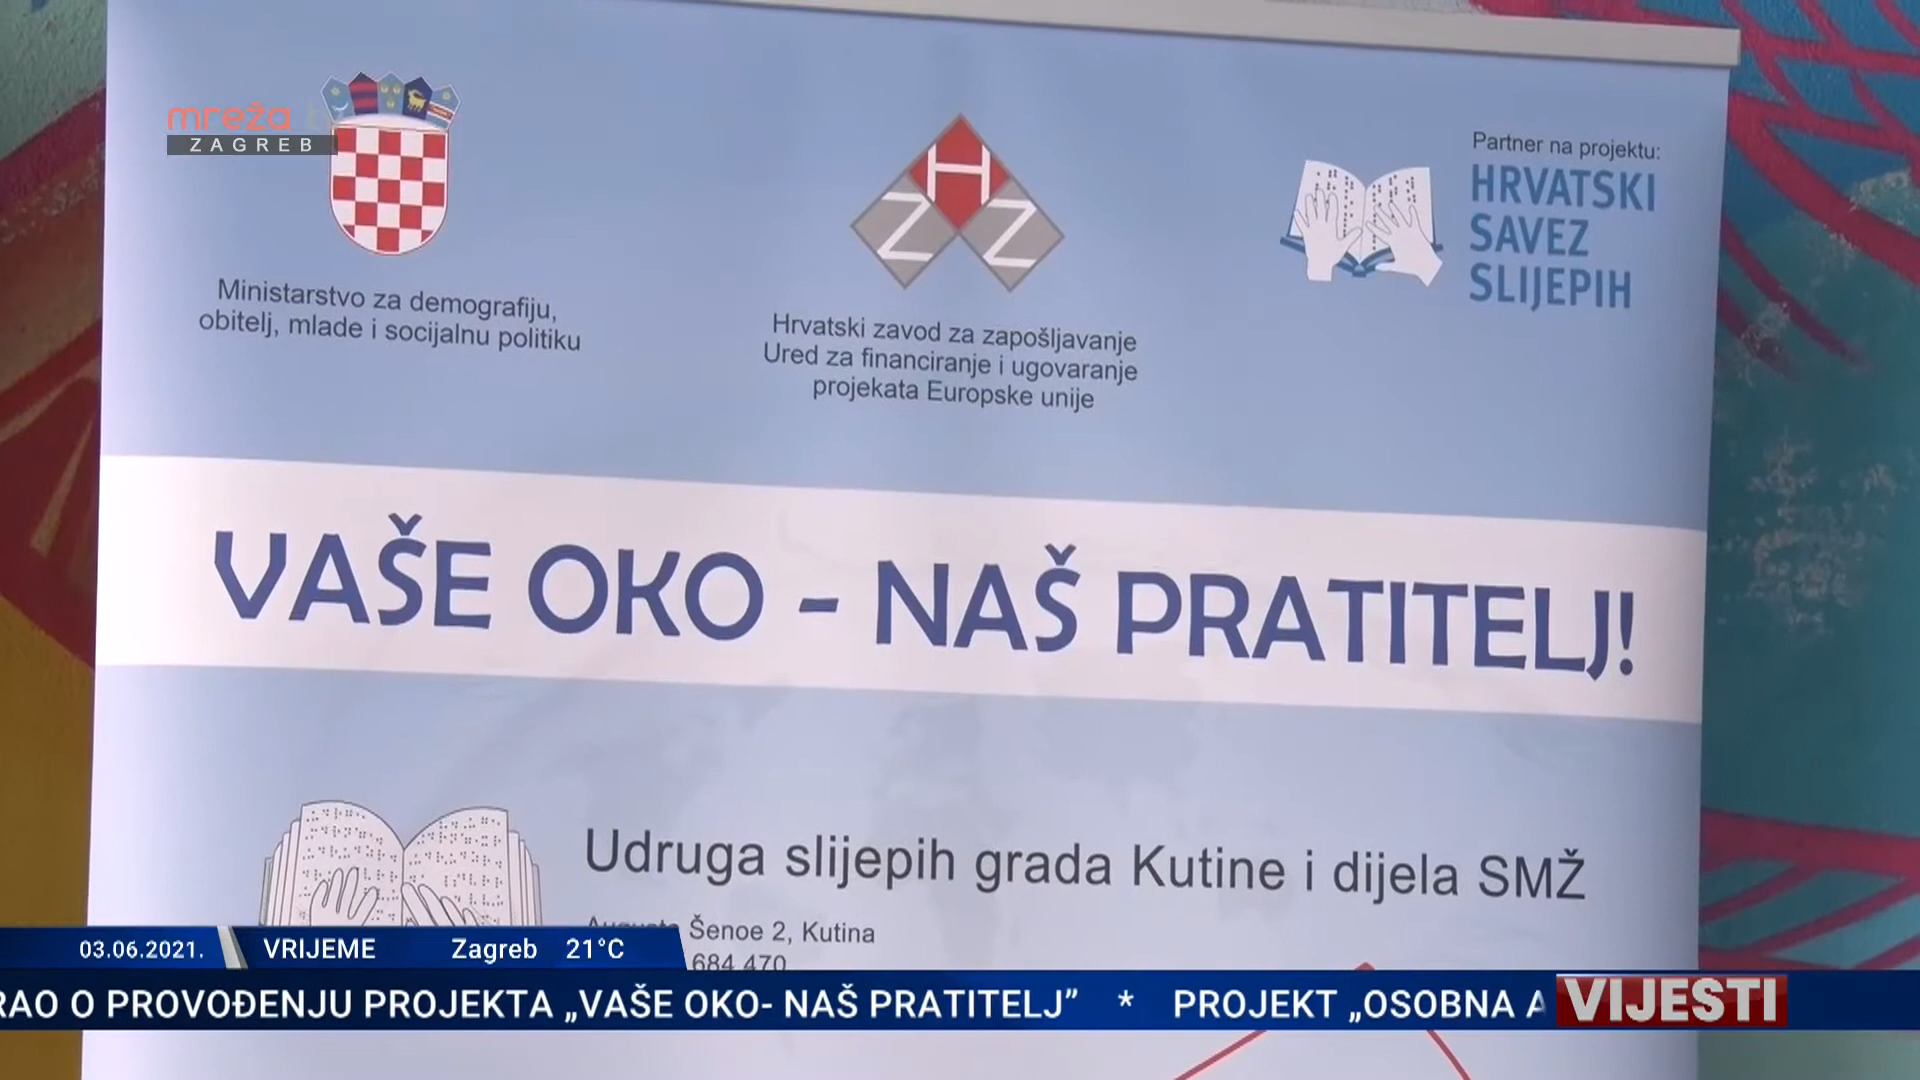 mreža
ZAGREB
Ministarstvo za demografiju,
obitelj, mlade i socijalnu politiku
HZZ
Hrvatski zavod za zapošljavanje
Ured za financiranje i ugovaranje
projekata Europske unije
Partner na projektu:
HRVATSKI
SAVEZ
SLIJEPIH
VAŠE OKO - NAŠ PRATITELJ!
Udruga slijepih grada Kutine i dijela SMŽ
Šenoe 2, Kutina
684 470
03.06.2021. VRIJEME Zagreb 21°C
RAO O PROVOĐENJU PROJEKTA „VAŠE OKO- NAŠ PRATITELJ” * PROJEKT „OSOBNA A
VIJESTI